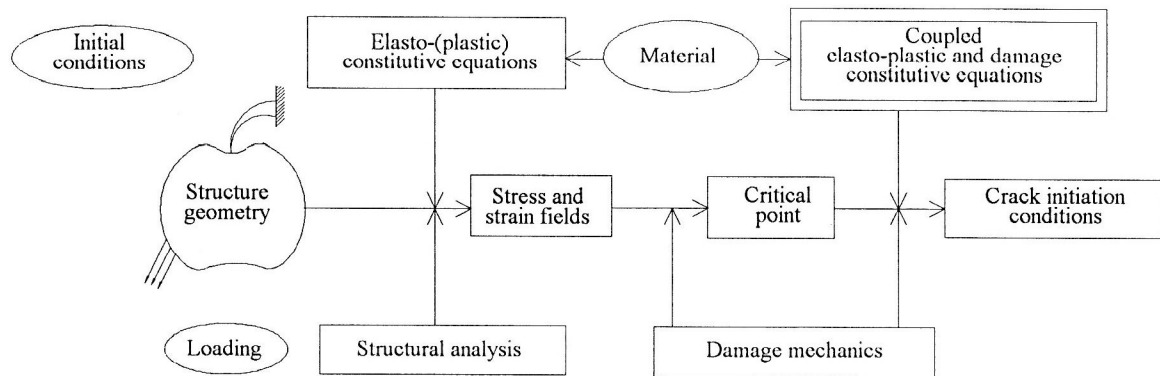 Initial
conditions
Elasto-(plastic)
constitutive equations
Material
Coupled
elasto-plastic and damage
constitutive equations
Structure
geometry
Stress and
strain fields
Critical
point
Crack initiation
conditions
Loading
Structural analysis
Damage mechanics